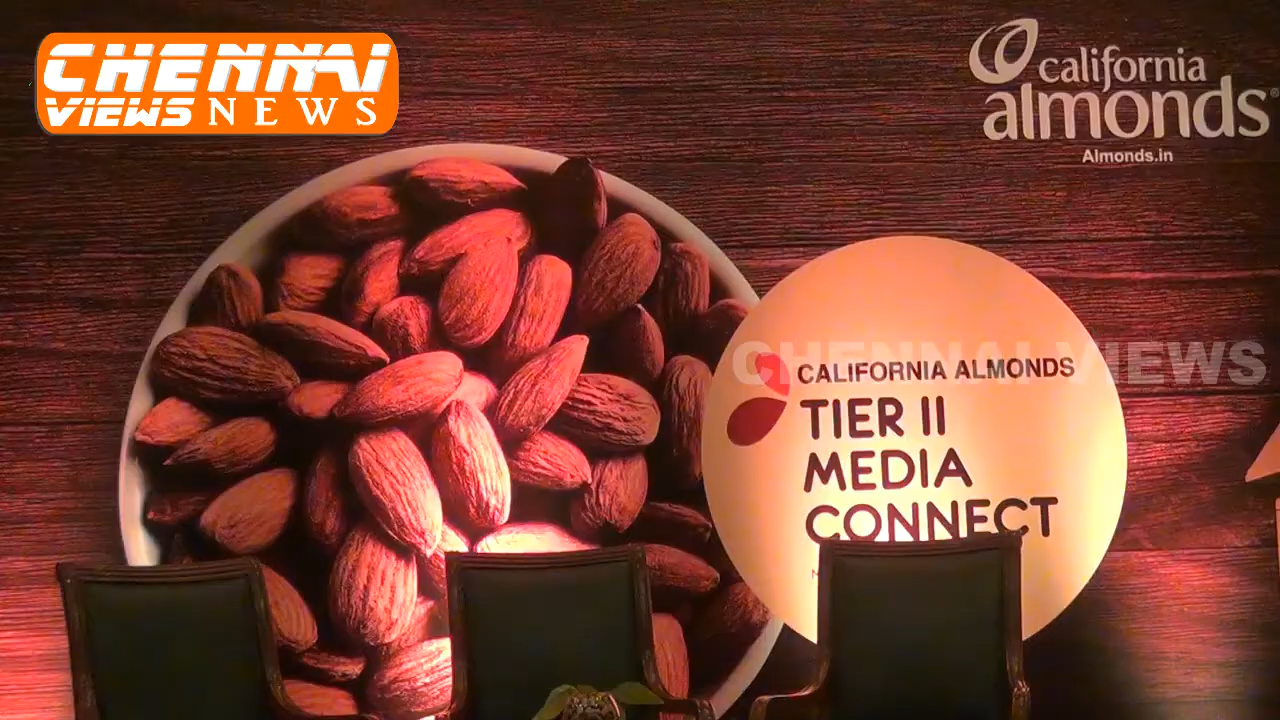 CHENNAI
VIEWS NEWS
california
almonds®
Almonds.in
CHENNAI VIEWS
CALIFORNIA ALMONDS
TIER II
MEDIA
CONNECT